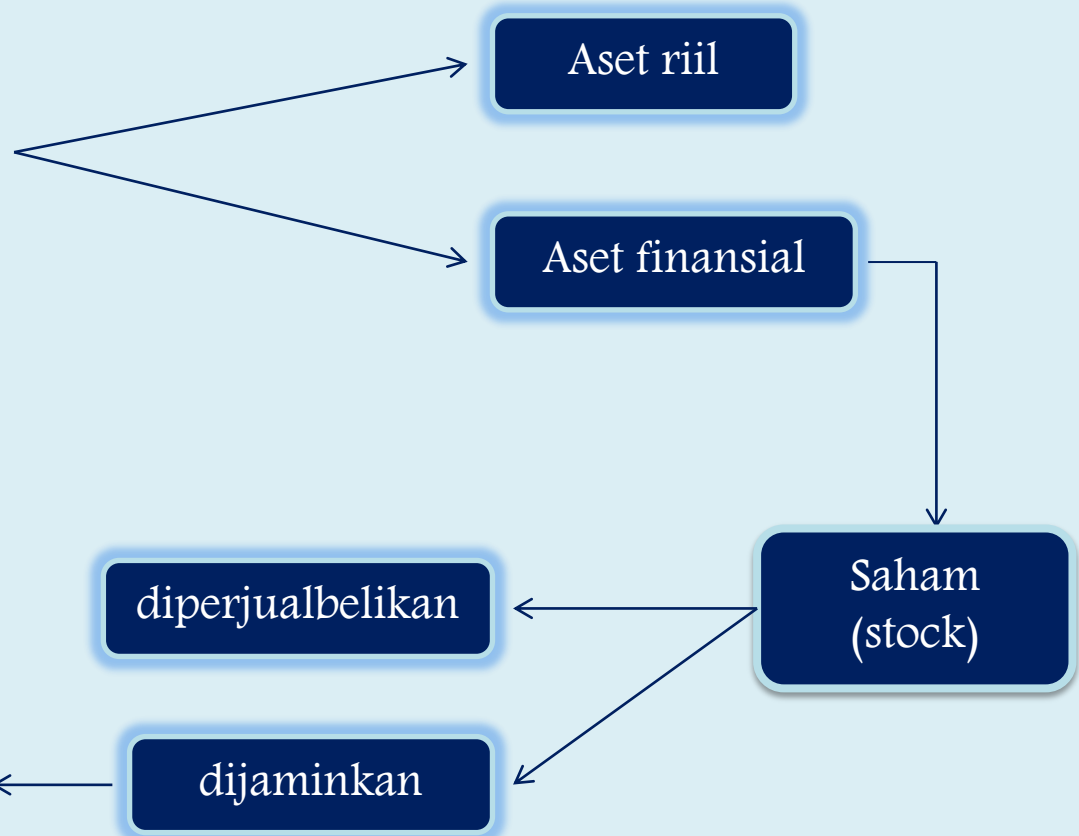 Aset riil
Aset finansial
Saham
(stock)
diperjualbelikan
dijaminkan